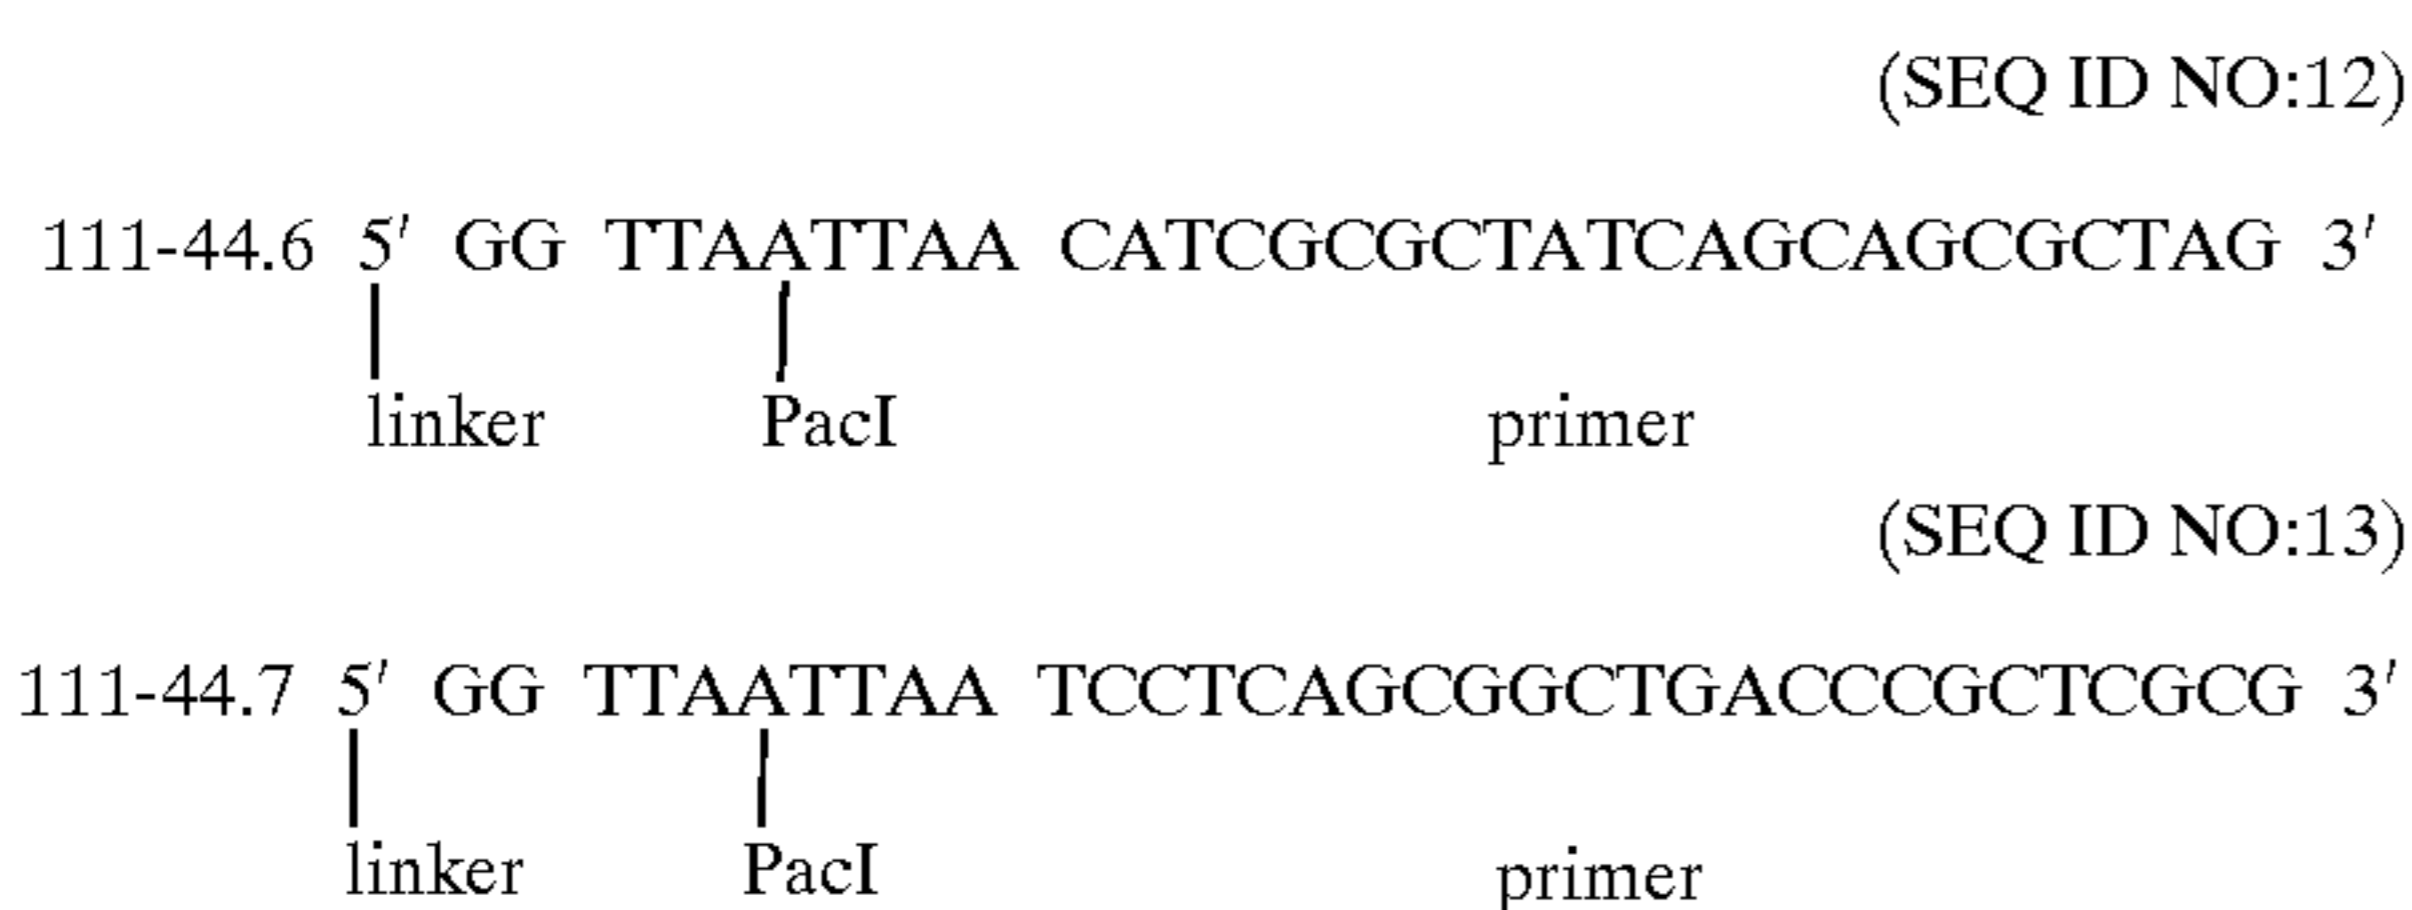 (SEQ ID NO:12)
111-44.6 5′ GG TTAATTAA CATCGCGCTATCAGCAGCGCTAG 3′
linker PacI primer
(SEQ ID NO:13)
111-44.7 5′ GG TTAATTAA TCCTCAGCGGCTGACCCGCTCGCG 3′
linker PacI primer